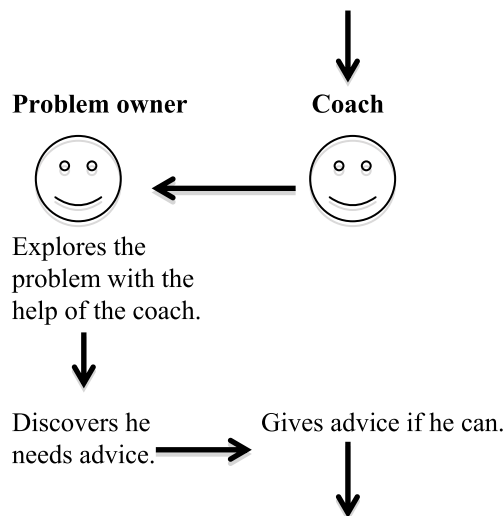 Problem owner
Coach
Explores the
problem with the
help of the coach.
Discovers he
needs advice.
Gives advice if he can.